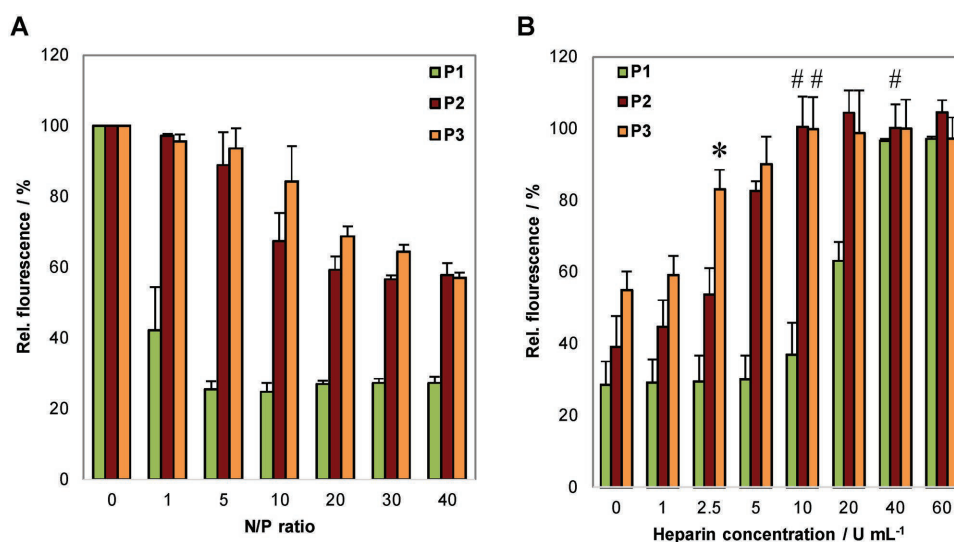 A
120
100
80
60
40
20
0
Rel. flourescence / %
P1
P2
P3
0 1 5 10 20 30 40
N/P ratio
B
120
100
80
60
40
20
0
Rel. flourescence / %
P1
P2
P3
*
# # #
0 1 2.5 5 10 20 40 60
Heparin concentration / U mL⁻¹